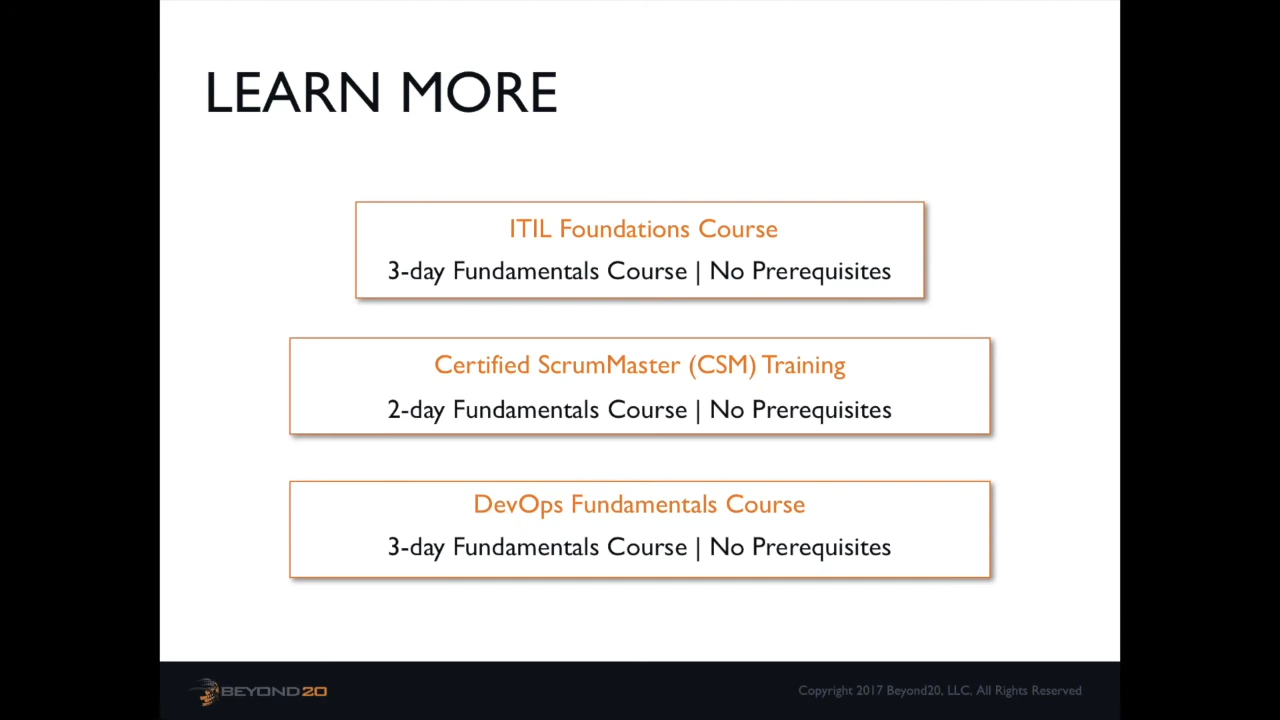 LEARN MORE
ITIL Foundations Course
3-day Fundamentals Course | No Prerequisites
Certified ScrumMaster (CSM) Training
2-day Fundamentals Course | No Prerequisites
DevOps Fundamentals Course
3-day Fundamentals Course | No Prerequisites
BEYOND20
Copyright 2017 Beyond20, LLC. All Rights Reserved